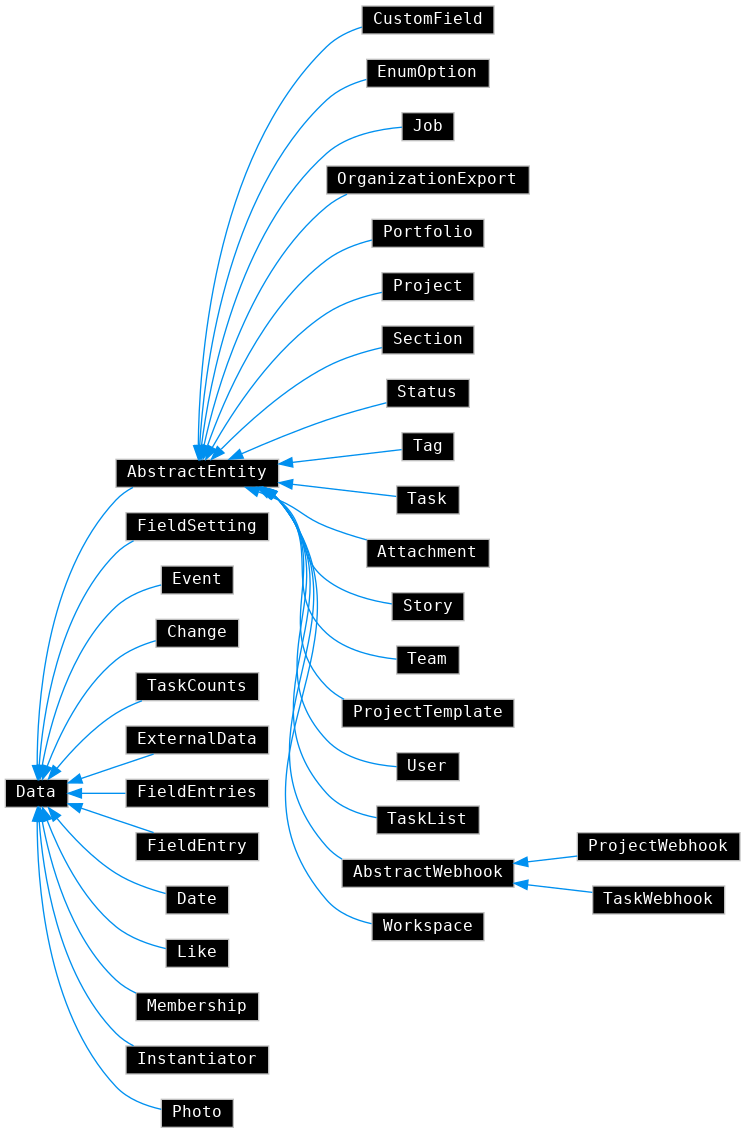 CustomField
EnumOption
Job
OrganizationExport
Portfolio
Project
Section
Status
Tag
AbstractEntity
Task
FieldSetting
Attachment
Event
Story
Change
Team
TaskCounts
ProjectTemplate
ExternalData
User
Data
FieldEntries
TaskList
FieldEntry
ProjectWebhook
AbstractWebhook
Date
TaskWebhook
Workspace
Like
Membership
Instantiator
Photo